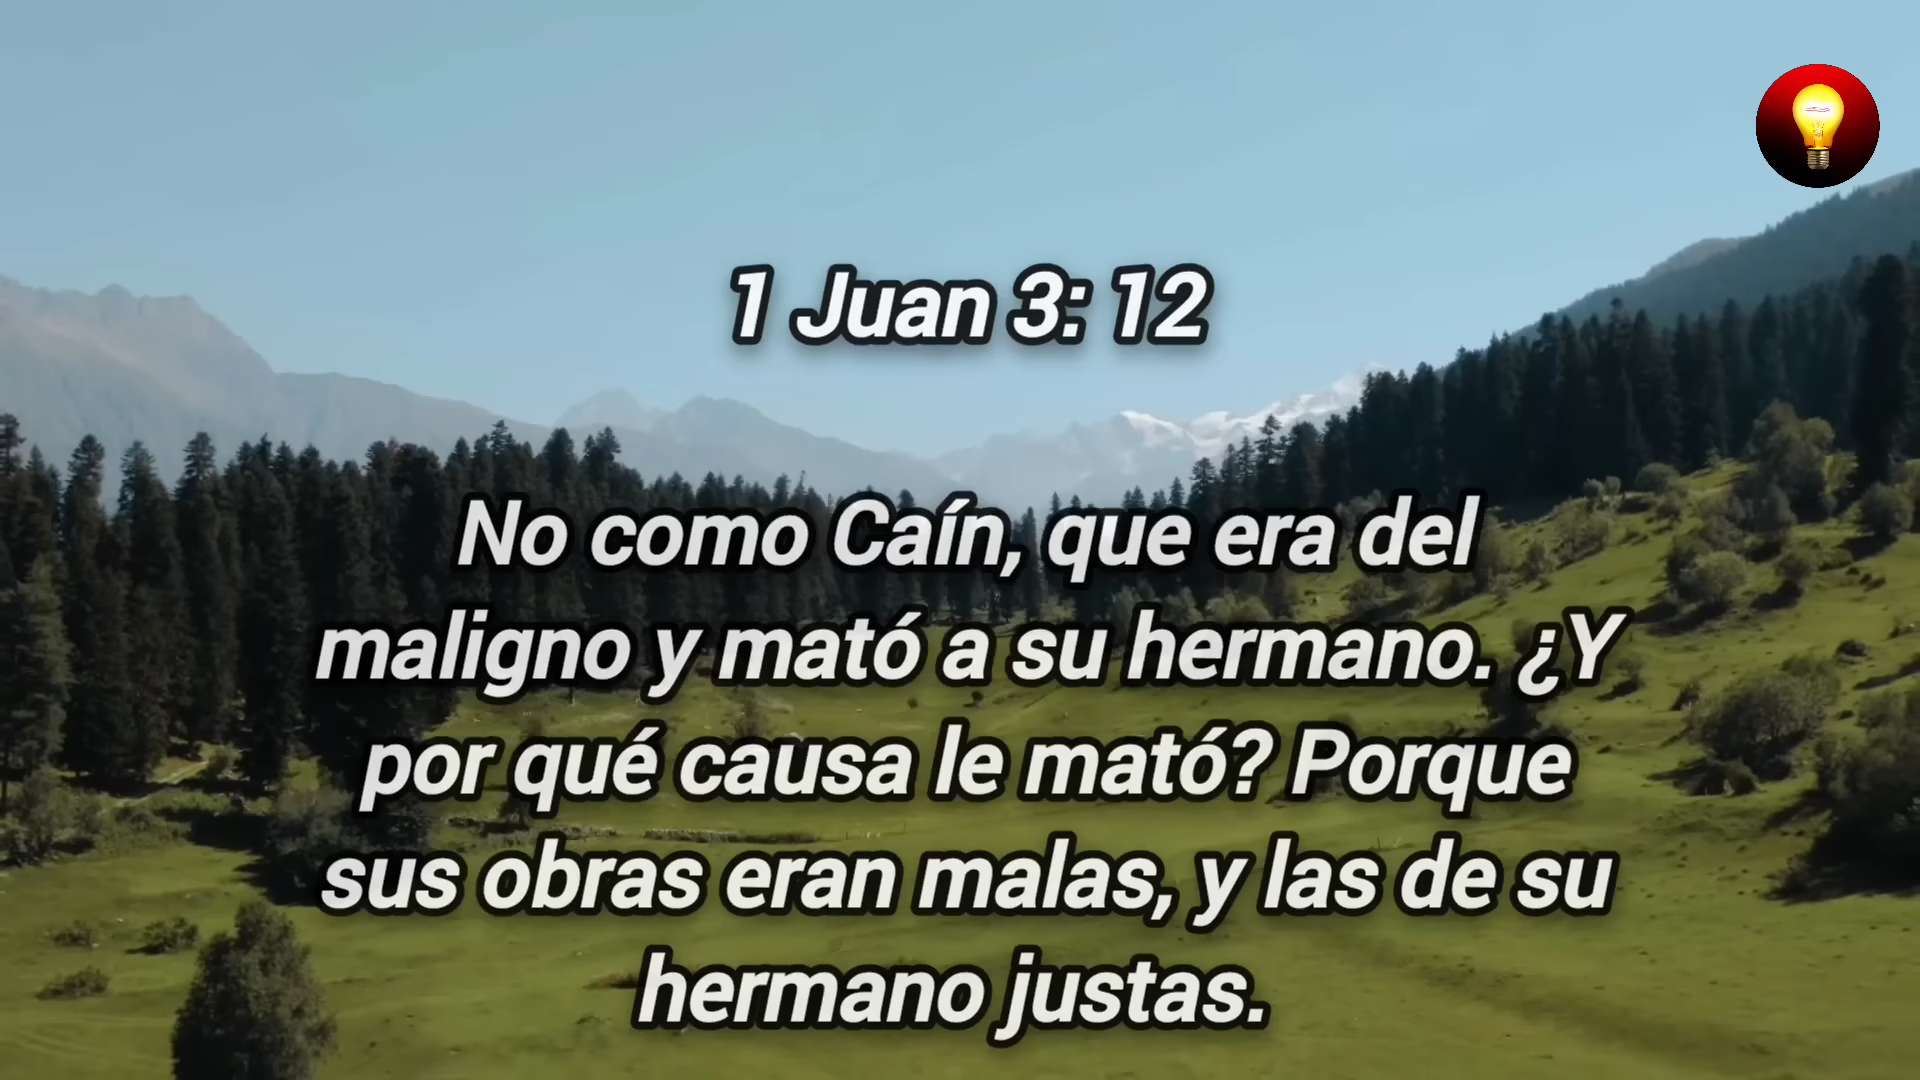 1 Juan 3: 12
No como Caín, que era del
maligno y mató a su hermano. ¿Y
por qué causa le mató? Porque
sus obras eran malas, y las de su
hermano justas.